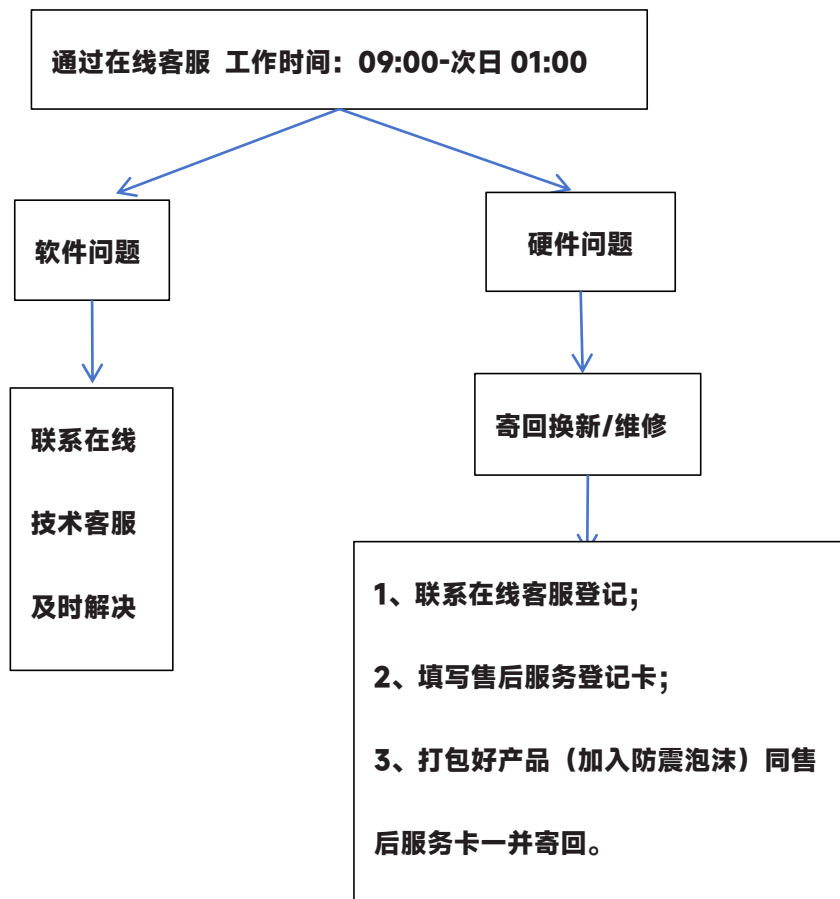 通过在线客服 工作时间：09:00-次日 01:00
软件问题
硬件问题
联系在线
技术客服
及时解决
寄回换新/维修
1、联系在线客服登记；
2、填写售后服务登记卡；
3、打包好产品（加入防震泡沫）同售
后服务卡一并寄回。